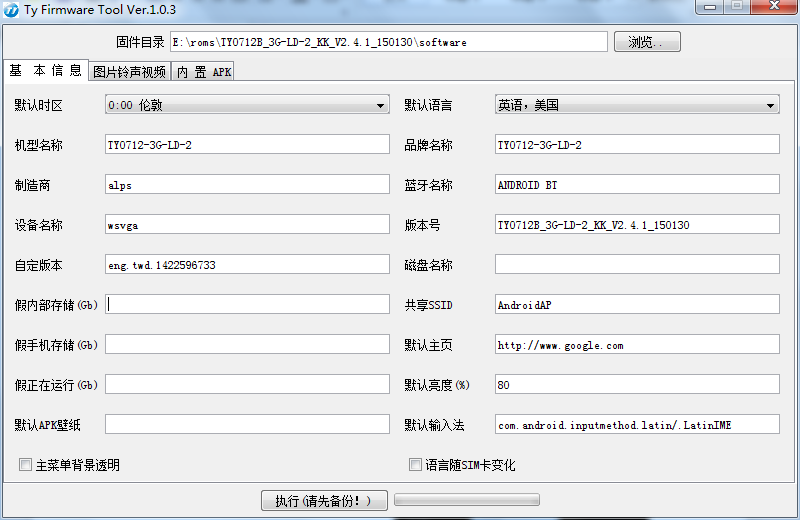 Ty Firmware Tool Ver.1.0.3
固件目录 E:\roms\TY0712B_3G-LD-2_KK_V2.4.1_150130\software 浏览..
基 本 信 息 图片铃声视频 内 置 APK
默认时区 0:00 伦敦 默认语言 英语，美国
机型名称 TY0712-3G-LD-2 品牌名称 TY0712-3G-LD-2
制造商 alps 蓝牙名称 ANDROID BT
设备名称 wsvga 版本号 TY0712B_3G-LD-2_KK_V2.4.1_150130
自定版本 eng.twd.1422596733 磁盘名称
假内部存储(Gb) 共享SSID AndroidAP
假手机存储(Gb) 默认主页 http://www.google.com
假正在运行(Gb) 默认亮度(%) 80
默认APK壁纸 默认输入法 com.android.inputmethod.latin/.LatinIME
主菜单背景透明 语言随SIM卡变化
执行(请先备份！)